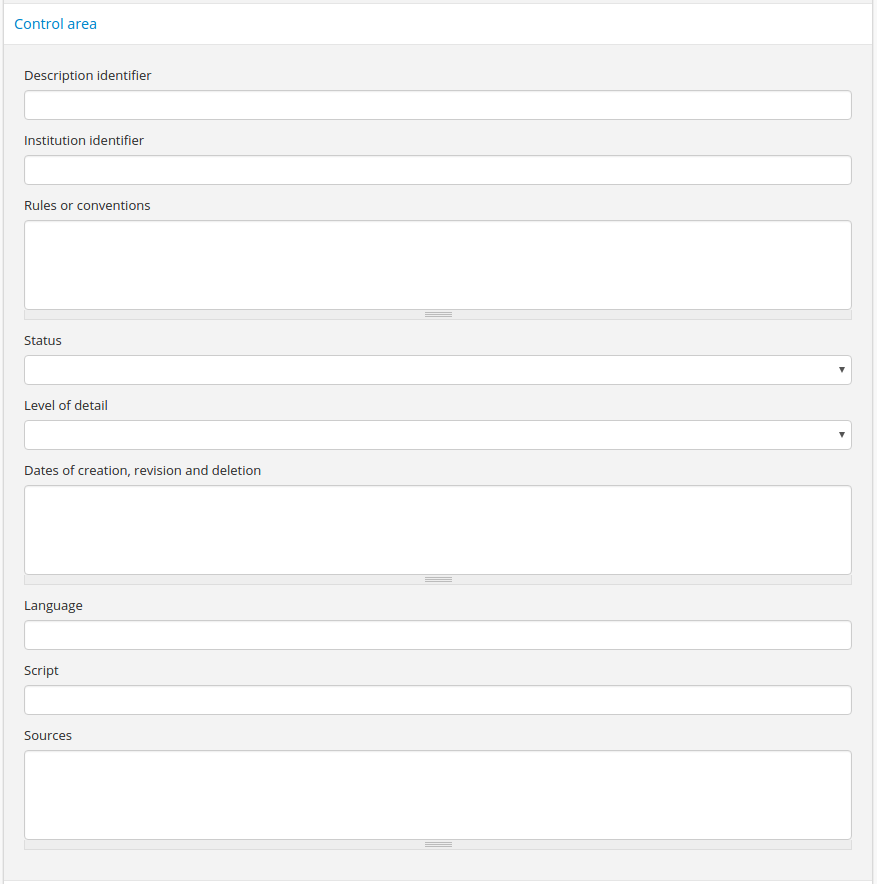 Control area
Description identifier
Institution identifier
Rules or conventions
Status
Level of detail
Dates of creation, revision and deletion
Language
Script
Sources